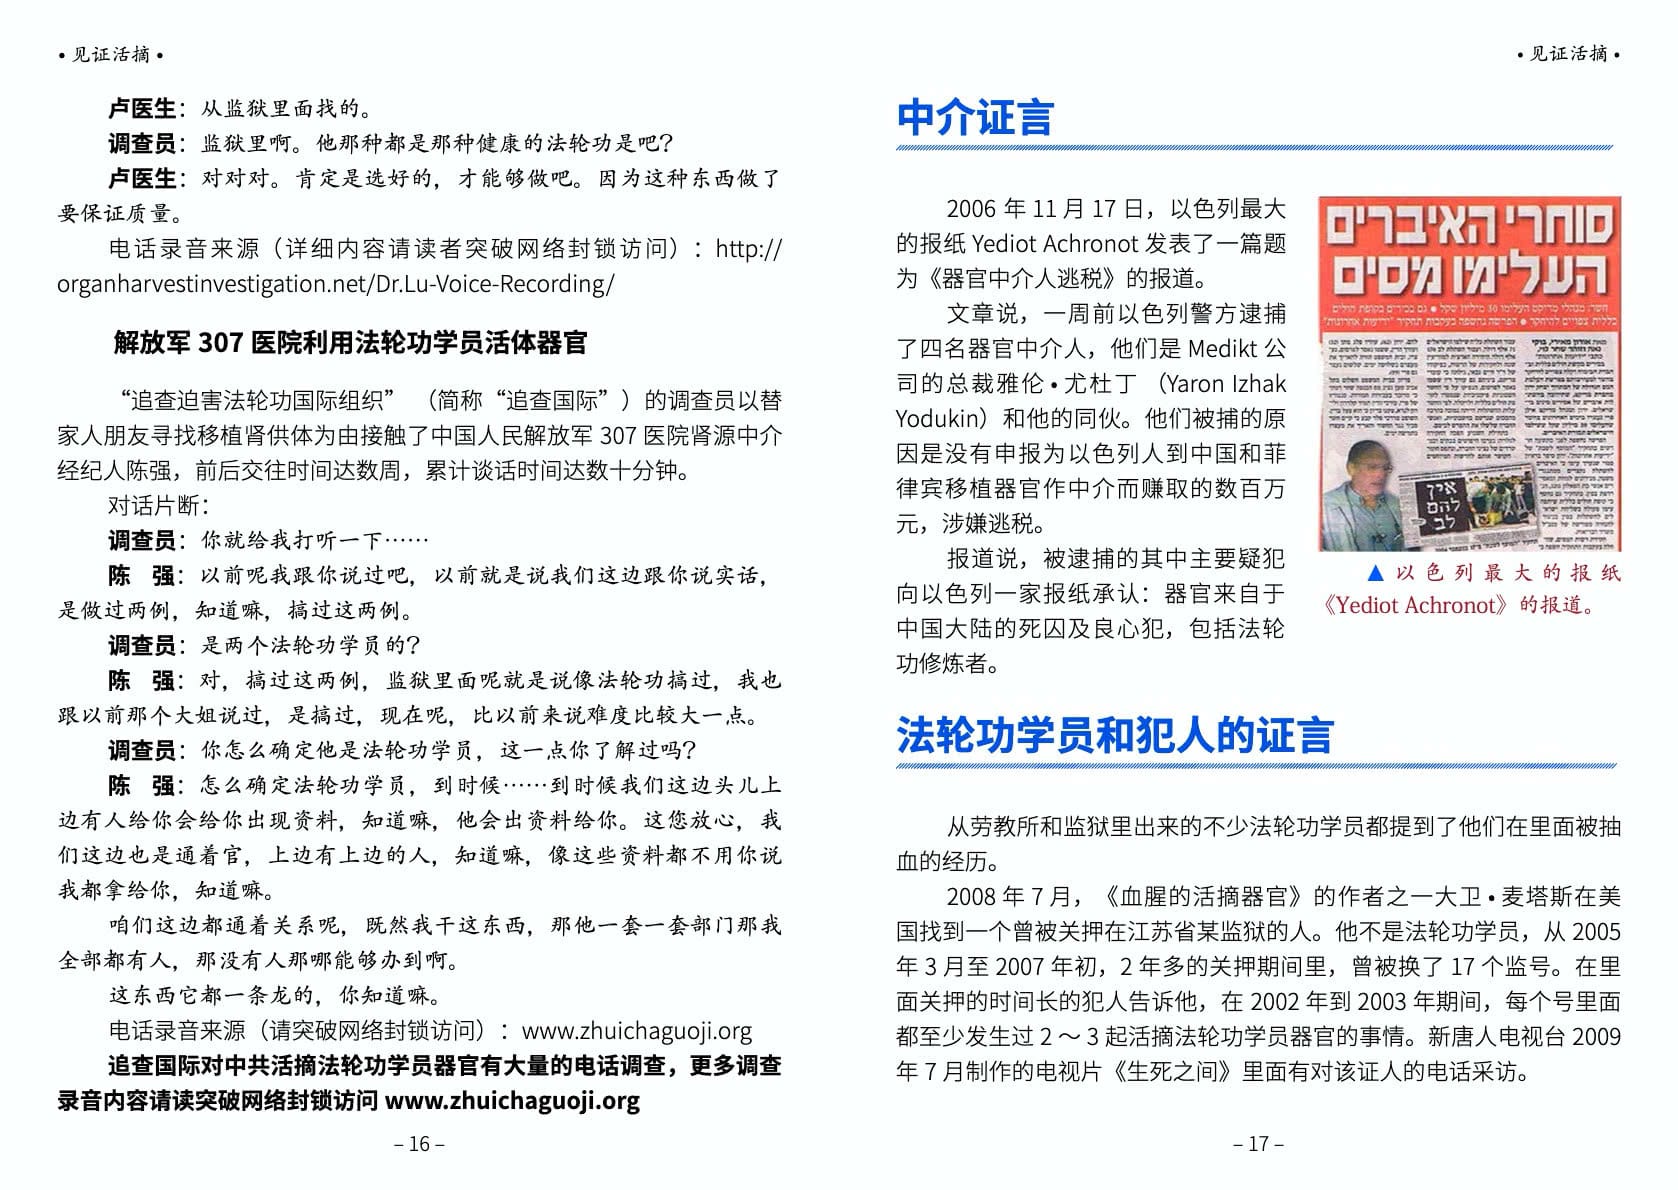 • 见证活摘 •
卢医生：从监狱里面找的。
调查员：监狱里啊。他那种都是那种健康的法轮功是吧？
卢医生：对对对。肯定是选好的，才能够做吧。因为这种东西做了
要保证质量。
电话录音来源（详细内容请读者突破网络封锁访问）：http://
organharvestinvestigation.net/Dr.Lu-Voice-Recording/
解放军 307 医院利用法轮功学员活体器官
“追查迫害法轮功国际组织”（简称“追查国际”）的调查员以替
家人朋友寻找移植肾供体为由接触了中国人民解放军 307 医院肾源中介
经纪人陈强，前后交往时间达数周，累计谈话时间达数十分钟。
对话片断：
调查员：你就给我打听一下……
陈　强：以前呢我跟你说过吧，以前就是说我们这边跟你说实话，
是做过两例，知道嘛，搞过这两例。
调查员：是两个法轮功学员的？
陈　强：对，搞过这两例，监狱里面呢就是说像法轮功搞过，我也
跟以前那个大姐说过，是搞过，现在呢，比以前来说难度比较大一点。
调查员：你怎么确定他是法轮功学员，这一点你了解过吗？
陈　强：怎么确定法轮功学员，到时候……到时候我们这边头儿上
边有人给你会给你出现资料，知道嘛，他会出资料给你。这您放心，我
们这边也是通着官，上边有上边的人，知道嘛，像这些资料都不用你说
我都拿给你，知道嘛。
咱们这边都通着关系呢，既然我干这东西，那他一套一套部门那我
全部都有人，那没有人那哪能够办到啊。
这东西它都一条龙的，你知道嘛。
电话录音来源（请突破网络封锁访问）：www.zhuichaguoji.org
追查国际对中共活摘法轮功学员器官有大量的电话调查，更多调查
录音内容请读突破网络封锁访问 www.zhuichaguoji.org
– 16 –
• 见证活摘 •
中介证言
2006 年 11 月 17 日，以色列最大
的报纸 Yediot Achronot 发表了一篇题
为《器官中介人逃税》的报道。
文章说，一周前以色列警方逮捕
了四名器官中介人，他们是 Medikt 公
司的总裁雅伦 • 尤杜丁 （Yaron Izhak
Yodukin）和他的同伙。他们被捕的原
因是没有申报为以色列人到中国和菲
律宾移植器官作中介而赚取的数百万
元，涉嫌逃税。
报道说，被逮捕的其中主要疑犯
向以色列一家报纸承认：器官来自于
中国大陆的死囚及良心犯，包括法轮
功修炼者。
סוחרי האיברים
העלימו מסים
אין
להם
לב
▲ 以色列最大的报纸
《Yediot Achronot》的报道。
法轮功学员和犯人的证言
从劳教所和监狱里出来的不少法轮功学员都提到了他们在里面被抽
血的经历。
2008 年 7 月，《血腥的活摘器官》的作者之一大卫 • 麦塔斯在美
国找到一个曾被关押在江苏省某监狱的人。他不是法轮功学员，从 2005
年 3 月至 2007 年初，2 年多的关押期间里，曾被换了 17 个监号。在里
面关押的时间长的犯人告诉他，在 2002 年到 2003 年期间，每个号里面
都至少发生过 2 ～ 3 起活摘法轮功学员器官的事情。新唐人电视台 2009
年 7 月制作的电视片《生死之间》里面有对该证人的电话采访。
– 17 –